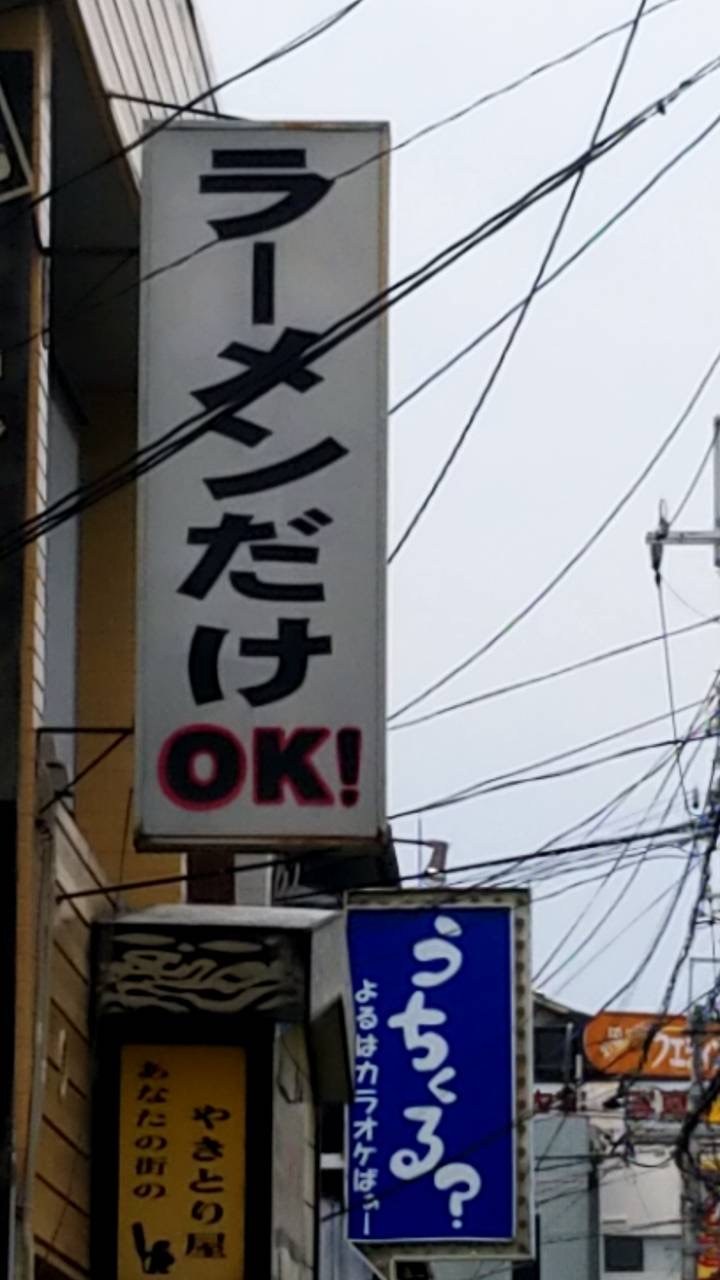 ラーメンだけ
OK!
うちくる?
よるはカラオケばー
あなたの街の
やきとり屋